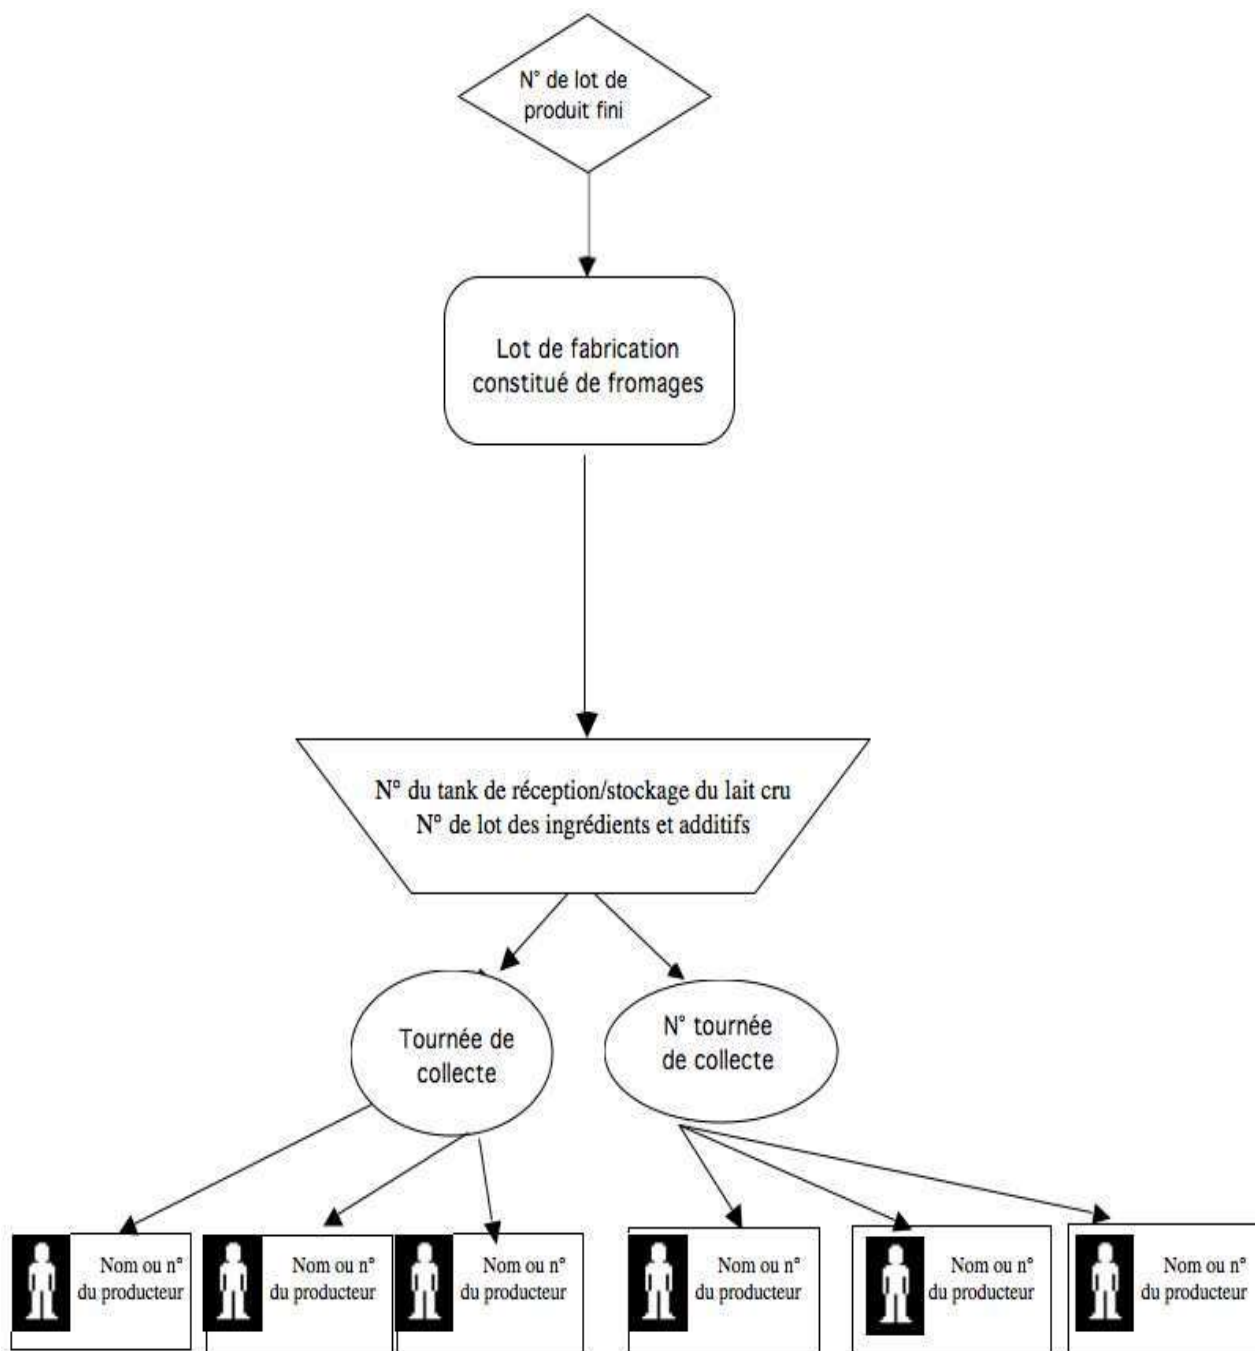 N° de lot de
produit fini
Lot de fabrication
constitué de fromages
N° du tank de réception/stockage du lait cru
N° de lot des ingrédients et additifs
Tournée de
collecte
N° tournée
de collecte
Nom ou n°
du producteur
Nom ou n°
du producteur
Nom ou n°
du producteur
Nom ou n°
du producteur
Nom ou n°
du producteur
Nom ou n°
du producteur